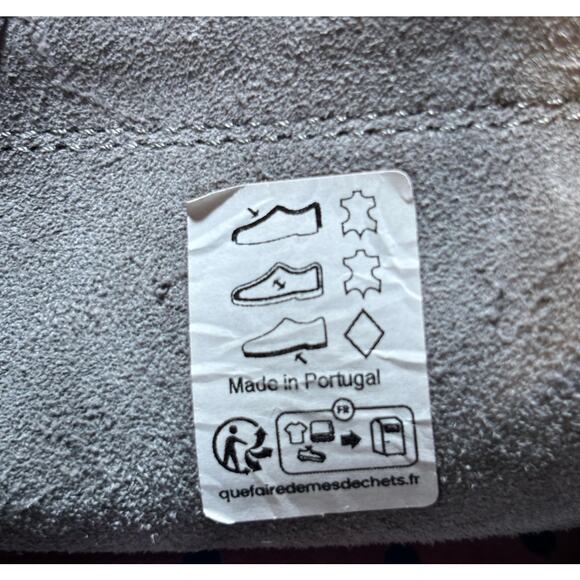 Made in Portugal
FR
quefairedemesdechets.fr